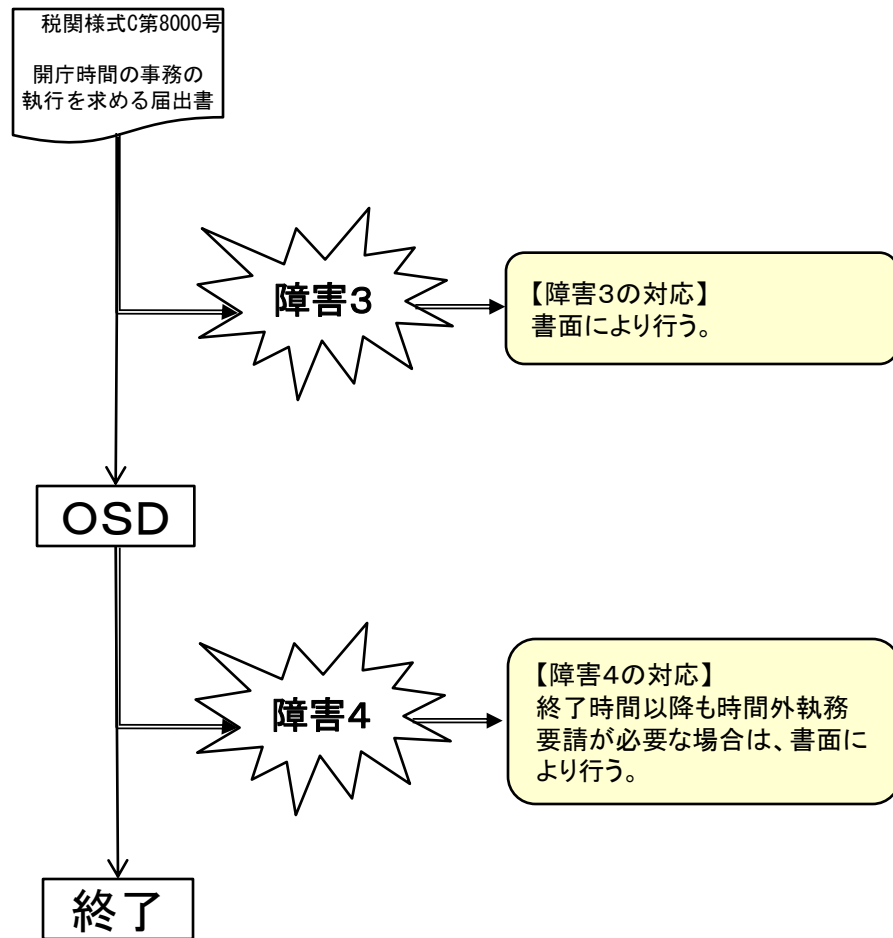 税関様式C第8000号
開庁時間の事務の
執行を求める届出書
障害3
【障害3の対応】
書面により行う。
OSD
障害4
【障害4の対応】
終了時間以降も時間外執務
要請が必要な場合は、書面に
より行う。
終了